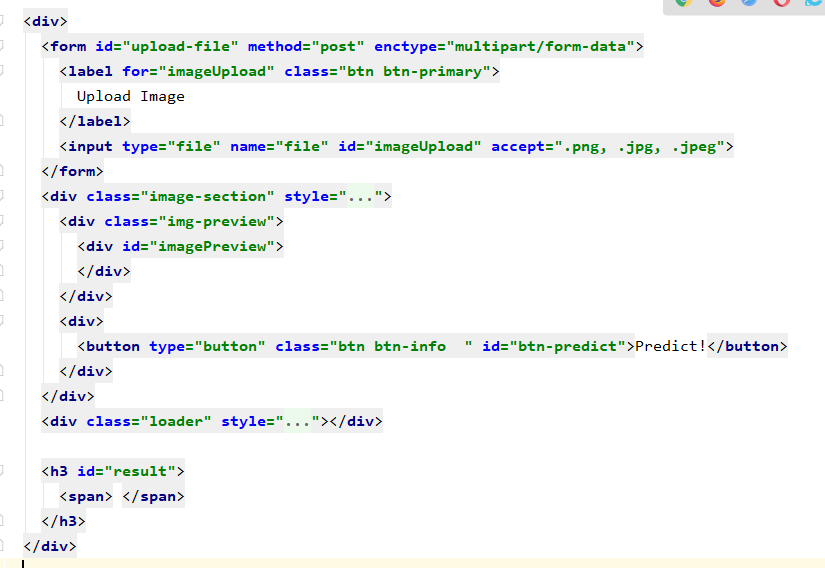 <div>
<form id="upload-file" method="post" enctype="multipart/form-data">
<label for="imageUpload" class="btn btn-primary">
Upload Image
</label>
<input type="file" name="file" id="imageUpload" accept=".png, .jpg, .jpeg">
</form>
<div class="image-section" style="...">
<div class="img-preview">
<div id="imagePreview">
</div>
</div>
<div>
<button type="button" class="btn btn-info  " id="btn-predict">Predict!</button>
</div>
</div>
<div class="loader" style="..."></div>
<h3 id="result">
<span> </span>
</h3>
</div>